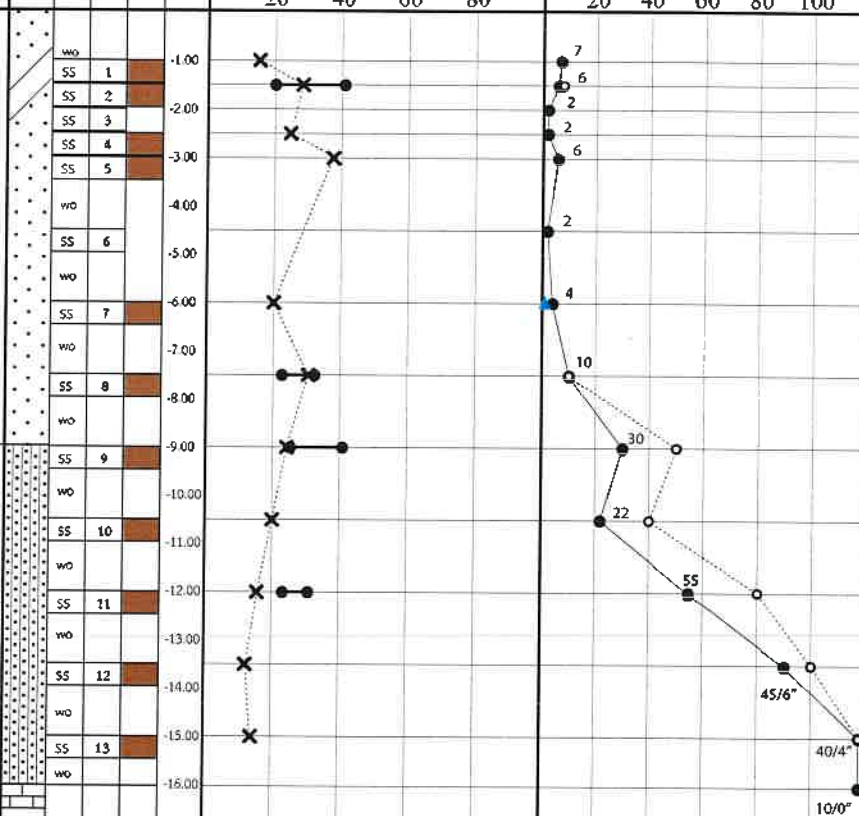 20 40 60 80 20 40 60 80 100
WO
-1.00 7
SS 1
6
SS 2
-2.00 2
SS 3
2
SS 4
-3.00 6
SS 5
WO -4.00
2
SS 6
-5.00
WO
-6.00 4
SS 7
WO -7.00
10
SS 8
-8.00
WO
-9.00 30
SS 9
WO -10.00
22
SS 10
-11.00
WO
-12.00 55
SS 11
WO -13.00
SS 12
45/6"
-14.00
WO
-15.00
SS 13 40/4"
WO
-16.00
10/0"